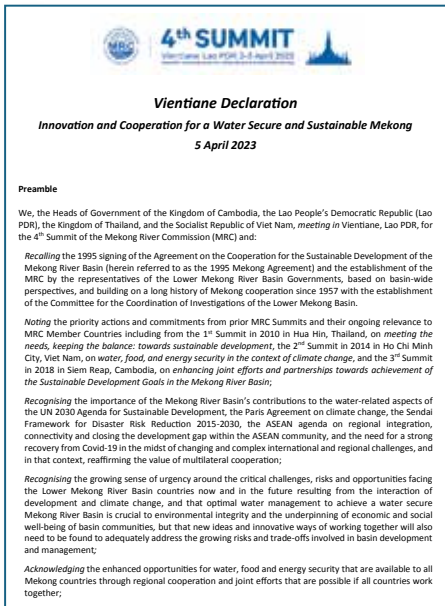 MRC
4th SUMMIT
Vientiane, Lao PDR 2-5 April 2023
Vientiane Declaration
Innovation and Cooperation for a Water Secure and Sustainable Mekong
5 April 2023
Preamble
We, the Heads of Government of the Kingdom of Cambodia, the Lao People's Democratic Republic (Lao
PDR), the Kingdom of Thailand, and the Socialist Republic of Viet Nam, meeting in Vientiane, Lao PDR, for
the 4th Summit of the Mekong River Commission (MRC) and:
Recalling the 1995 signing of the Agreement on the Cooperation for the Sustainable Development of the
Mekong River Basin (herein referred to as the 1995 Mekong Agreement) and the establishment of the
MRC by the representatives of the Lower Mekong River Basin Governments, based on basin-wide
perspectives, and building on a long history of Mekong cooperation since 1957 with the establishment
of the Committee for the Coordination of Investigations of the Lower Mekong Basin.
Noting the priority actions and commitments from prior MRC Summits and their ongoing relevance to
MRC Member Countries including from the 1st Summit in 2010 in Hua Hin, Thailand, on meeting the
needs, keeping the balance: towards sustainable development, the 2nd Summit in 2014 in Ho Chi Minh
City, Viet Nam, on water, food, and energy security in the context of climate change, and the 3rd Summit
in 2018 in Siem Reap, Cambodia, on enhancing joint efforts and partnerships towards achievement of
the Sustainable Development Goals in the Mekong River Basin;
Recognising the importance of the Mekong River Basin's contributions to the water-related aspects of
the UN 2030 Agenda for Sustainable Development, the Paris Agreement on climate change, the Sendai
Framework for Disaster Risk Reduction 2015-2030, the ASEAN agenda on regional integration,
connectivity and closing the development gap within the ASEAN community, and the need for a strong
recovery from Covid-19 in the midst of changing and complex international and regional challenges, and
in that context, reaffirming the value of multilateral cooperation;
Recognising the growing sense of urgency around the critical challenges, risks and opportunities facing
the Lower Mekong River Basin countries now and in the future resulting from the interaction of
development and climate change, and that optimal water management to achieve a water secure
Mekong River Basin is crucial to environmental integrity and the underpinning of economic and social
well-being of basin communities, but that new ideas and innovative ways of working together will also
need to be found to adequately address the growing risks and trade-offs involved in basin development
and management;
Acknowledging the enhanced opportunities for water, food and energy security that are available to all
Mekong countries through regional cooperation and joint efforts that are possible if all countries work
together;